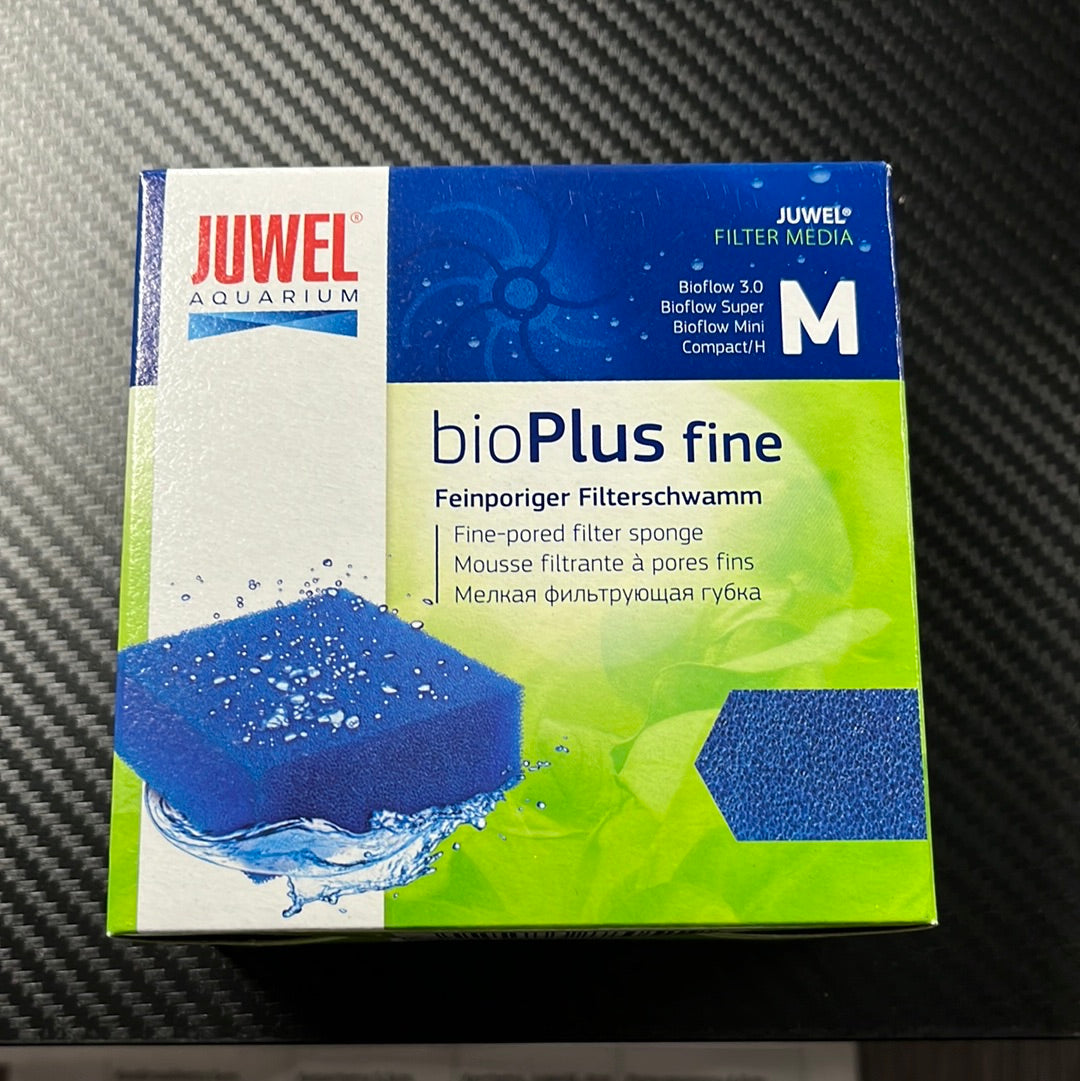 JUWEL®
AQUARIUM
JUWEL®
FILTER MEDIA
Bioflow 3.0
Bioflow Super
Bioflow Mini
Compact/H
M
bioPlus fine
Feinporiger Filterschwamm
Fine-pored filter sponge
Mousse filtrante à pores fins
Мелкая фильтрующая губка